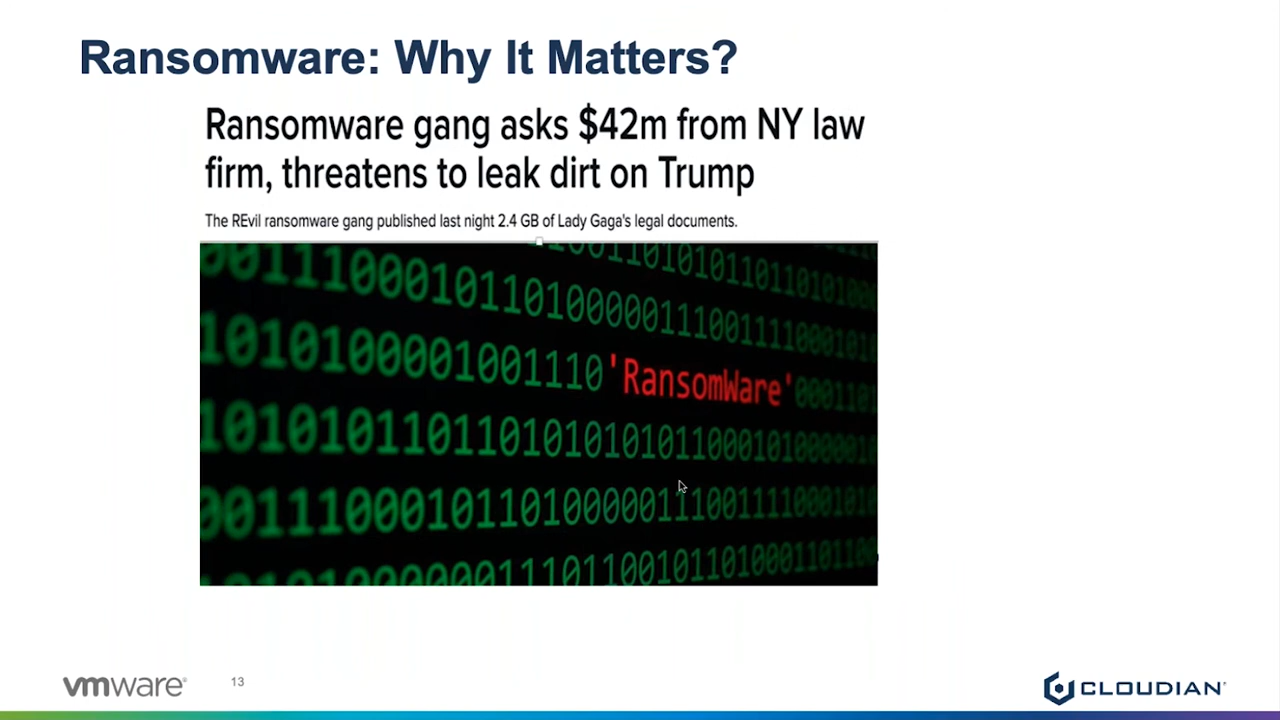 Ransomware: Why It Matters?
Ransomware gang asks $42m from NY law
firm, threatens to leak dirt on Trump
The REvil ransomware gang published last night 2.4 GB of Lady Gaga's legal documents.
'RansomWare'
vmware®
13
CLOUDIAN